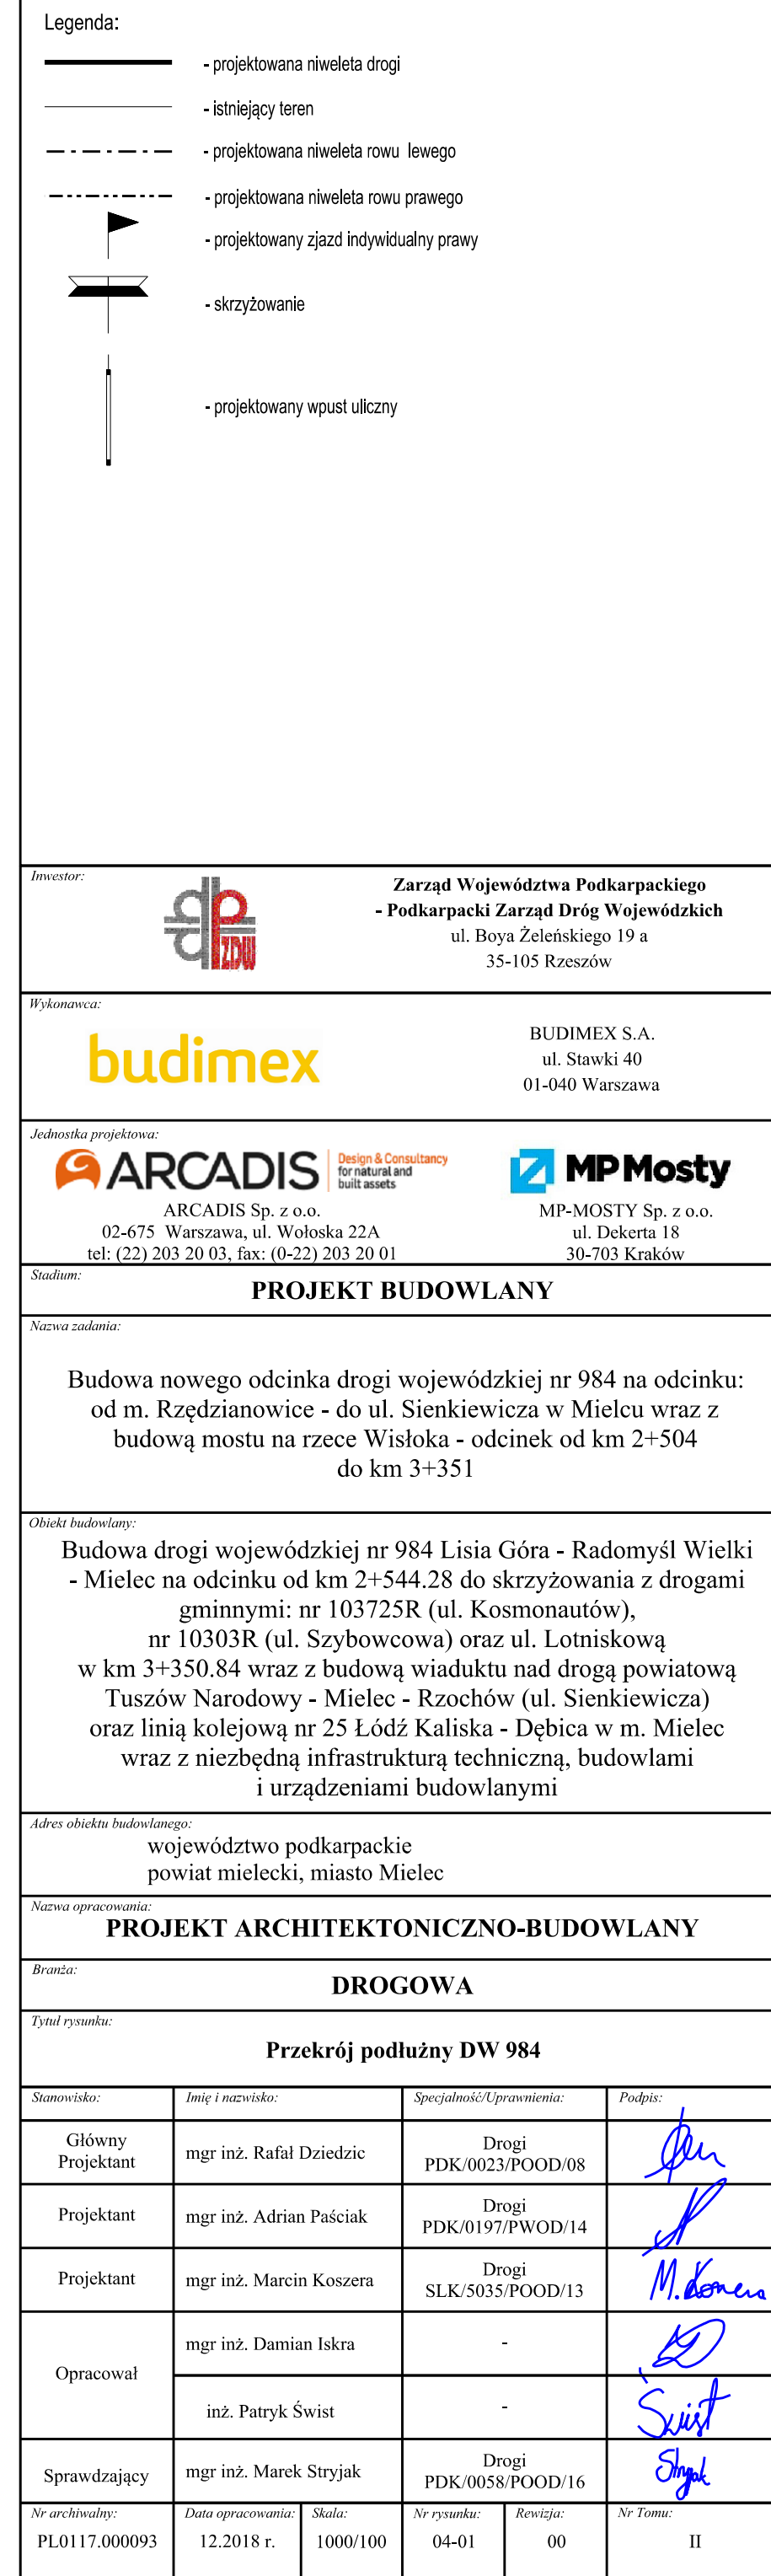 Legenda:
- projektowana niweleta drogi
- istniejący teren
- projektowana niweleta rowu lewego
- projektowana niweleta rowu prawego
- projektowany zjazd indywidualny prawy
- skrzyżowanie
- projektowany wpust uliczny
Inwestor:
PZDW
Zarząd Województwa Podkarpackiego
- Podkarpacki Zarząd Dróg Wojewódzkich
ul. Boya Żeleńskiego 19 a
35-105 Rzeszów
Wykonawca:
budimex
BUDIMEX S.A.
ul. Stawki 40
01-040 Warszawa
Jednostka projektowa:
ARCADIS
Design & Consultancy
for natural and
built assets
ARCADIS Sp. z o.o.
02-675 Warszawa, ul. Wołoska 22A
tel: (22) 203 20 03, fax: (0-22) 203 20 01
MP Mosty
MP-MOSTY Sp. z o.o.
ul. Dekerta 18
30-703 Kraków
Stadium:
PROJEKT BUDOWLANY
Nazwa zadania:
Budowa nowego odcinka drogi wojewódzkiej nr 984 na odcinku:
od m. Rzędzianowice - do ul. Sienkiewicza w Mielcu wraz z
budową mostu na rzece Wisłoka - odcinek od km 2+504
do km 3+351
Obiekt budowlany:
Budowa drogi wojewódzkiej nr 984 Lisia Góra - Radomyśl Wielki
- Mielec na odcinku od km 2+544.28 do skrzyżowania z drogami
gminnymi: nr 103725R (ul. Kosmonautów),
nr 10303R (ul. Szybowcowa) oraz ul. Lotniskową
w km 3+350.84 wraz z budową wiaduktu nad drogą powiatową
Tuszów Narodowy - Mielec - Rzochów (ul. Sienkiewicza)
oraz linią kolejową nr 25 Łódź Kaliska - Dębica w m. Mielec
wraz z niezbędną infrastrukturą techniczną, budowlami
i urządzeniami budowlanymi
Adres obiektu budowlanego:
województwo podkarpackie
powiat mielecki, miasto Mielec
Nazwa opracowania:
PROJEKT ARCHITEKTONICZNO-BUDOWLANY
Branża:
DROGOWA
Tytuł rysunku:
Przekrój podłużny DW 984
Stanowisko: Imię i nazwisko: Specjalność/Uprawnienia: Podpis:
Główny Projektant mgr inż. Rafał Dziedzic Drogi PDK/0023/POOD/08
Projektant mgr inż. Adrian Paściak Drogi PDK/0197/PWOD/14
Projektant mgr inż. Marcin Koszera Drogi SLK/5035/POOD/13
Opracował mgr inż. Damian Iskra -
inż. Patryk Świst - Świst
Sprawdzający mgr inż. Marek Stryjak Drogi PDK/0058/POOD/16 Stryjak
Nr archiwalny: Data opracowania: Skala: Nr rysunku: Rewizja: Nr Tomu:
PL0117.000093 12.2018 r. 1000/100 04-01 00 II